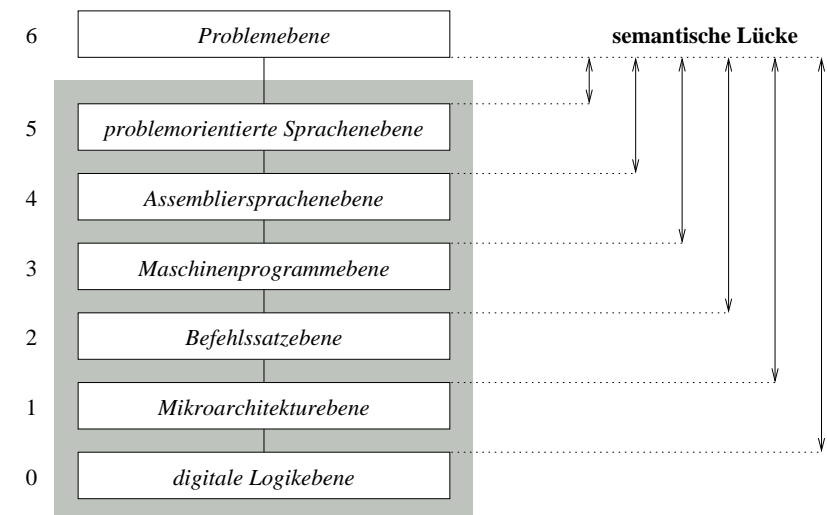 6 Problemebene semantische Lücke
5 problemorientierte Sprachenebene
4 Assembliersprachenebene
3 Maschinenprogrammebene
2 Befehlssatzebene
1 Mikroarchitekturebene
0 digitale Logikebene